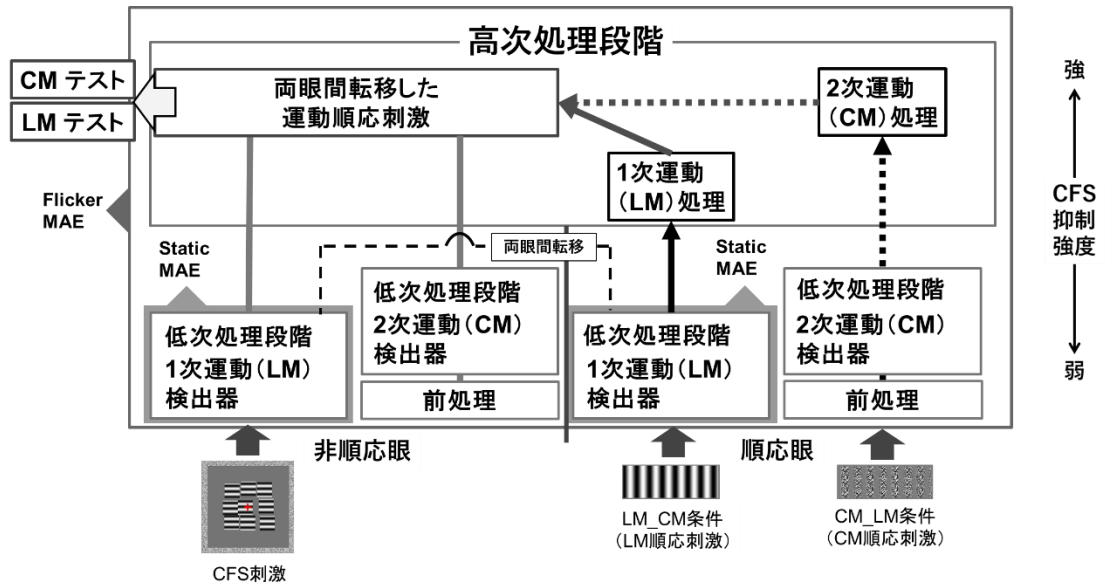 高次処理段階
CM テスト
LM テスト
両眼間転移した
運動順応刺激
2次運動
(CM)処理
1次運動
(LM)処理
Flicker
MAE
強
CFS
抑制
強度
弱
両眼間転移
Static
MAE
Static
MAE
低次処理段階
1次運動(LM)
検出器
低次処理段階
2次運動(CM)
検出器
前処理
低次処理段階
1次運動(LM)
検出器
低次処理段階
2次運動(CM)
検出器
前処理
非順応眼
順応眼
CFS刺激
LM_CM条件
(LM順応刺激)
CM_LM条件
(CM順応刺激)